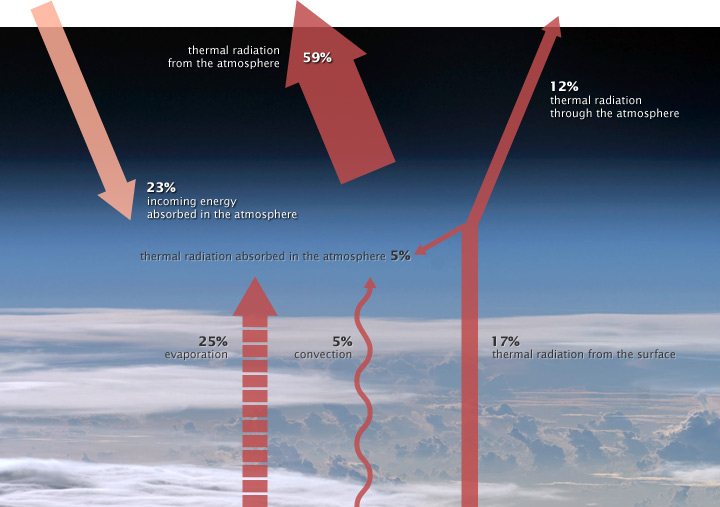 thermal radiation
from the atmosphere
59%
12%
thermal radiation
through the atmosphere
23%
incoming energy
absorbed in the atmosphere
thermal radiation absorbed in the atmosphere 5%
25%
evaporation
5%
convection
17%
thermal radiation from the surface